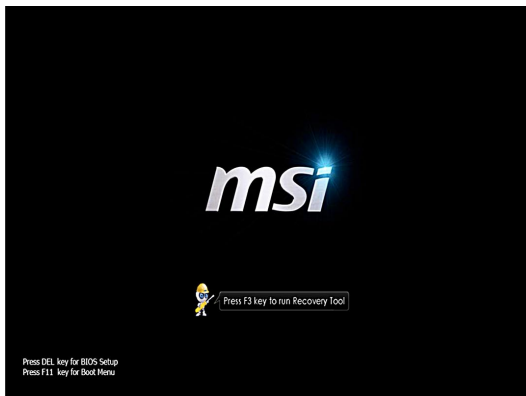 msi
Press F3 key to run Recovery Tool
Press DEL key for BIOS Setup
Press F11 key for Boot Menu